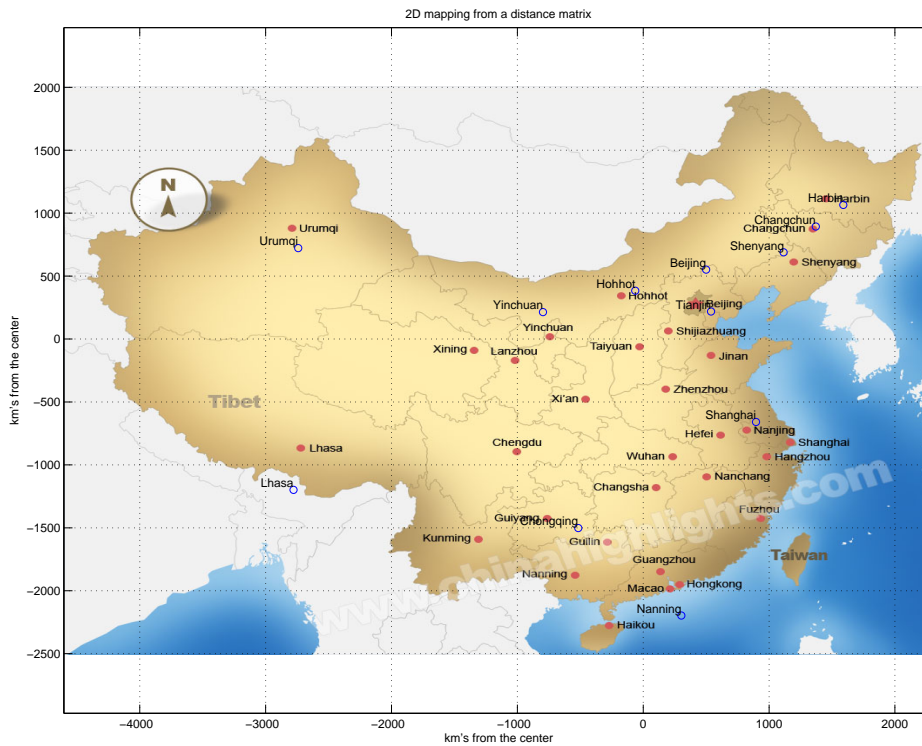 2D mapping from a distance matrix
2000
1500
N
1000
Harbin Harbin
Changchun
Changchun
Urumqi
Urumqi
Shenyang
Shenyang
500
Beijing
Hohhot
Hohhot
Yinchuan
Tianjin Beijing
Yinchuan
Shijiazhuang
0
Taiyuan
Xining
Lanzhou
Jinan
Zhenzhou
Xi'an
−500
Tibet
Shanghai
Nanjing
Hefei
Shanghai
Chengdu
Lhasa
Wuhan
Hangzhou
−1000
Nanchang
Lhasa
Changsha
Fuzhou
Guiyang
Chongqing
−1500
Kunming
Guilin
Taiwan
Guangzhou
Nanning
Hongkong
Macao
−2000
Nanning
Haikou
−2500
www.chinahighlights.com
−4000 −3000 −2000 −1000 0 1000 2000
km's from the center
km's from the center